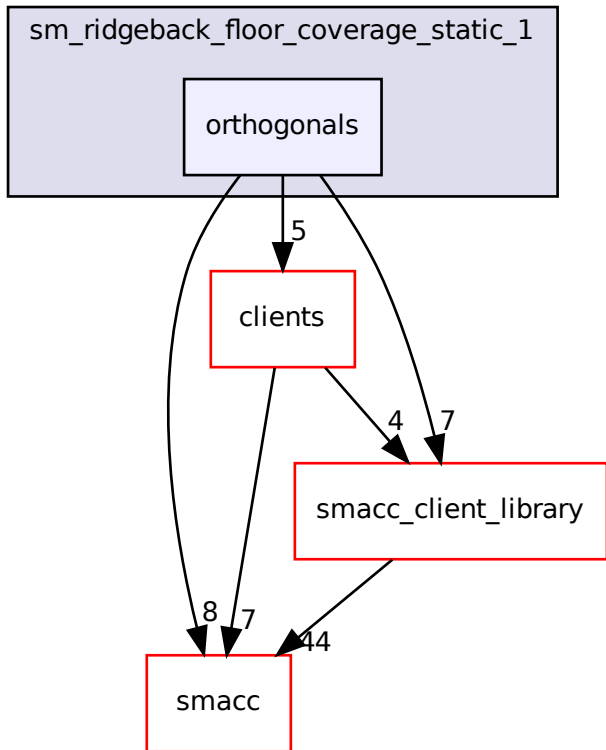 sm_ridgeback_floor_coverage_static_1
orthogonals
5
clients
4
7
smacc_client_library
8
7
44
smacc